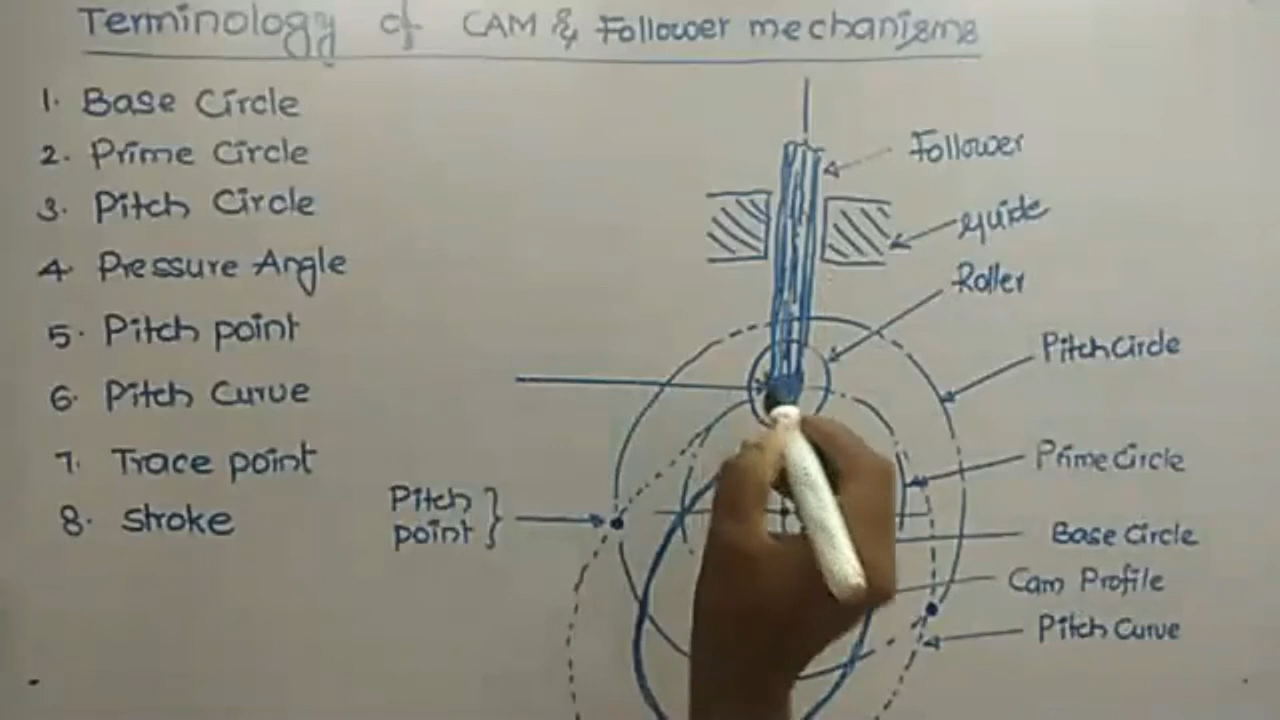 Terminology of CAM & Follower mechanisms
1. Base Circle
2. Prime Circle
3. Pitch Circle
4. Pressure Angle
5. Pitch point
6. Pitch Curve
7. Trace point
8. Stroke
Follower
guide
Roller
Pitch Circle
Prime Circle
Pitch
point
Base Circle
Cam Profile
Pitch Curve